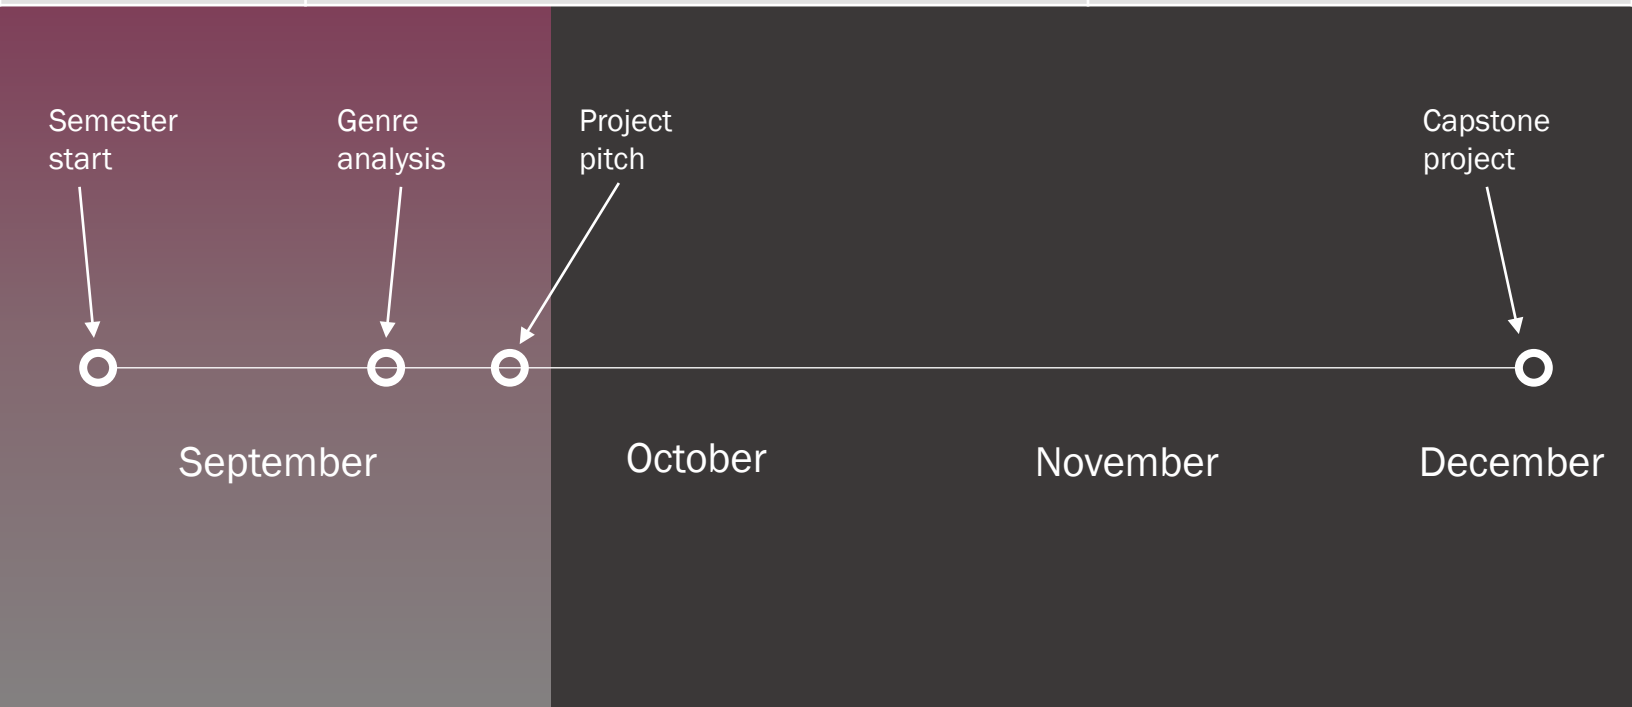 Semester
start
Genre
analysis
Project
pitch
Capstone
project
September
October
November
December